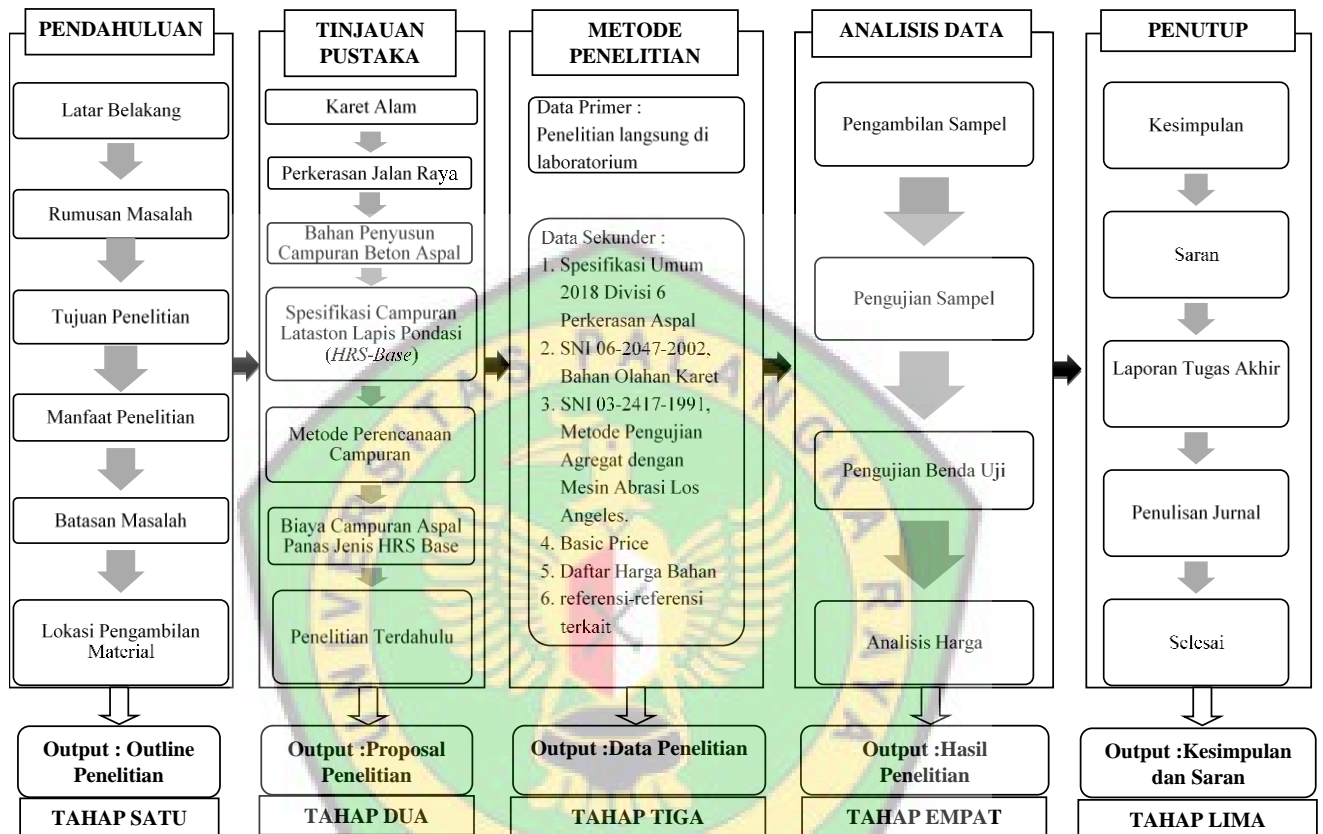 PENDAHULUAN
Latar Belakang
Rumusan Masalah
Tujuan Penelitian
Manfaat Penelitian
Batasan Masalah
Lokasi Pengambilan
Material
Output : Outline
Penelitian
TAHAP SATU
TINJAUAN
PUSTAKA
Karet Alam
Perkerasan Jalan Raya
Bahan Penyusun
Campuran Beton Aspal
Spesifikasi Campuran
Lataston Lapis Pondasi
(HRS-Base)
Metode Perencanaan
Campuran
Biaya Campuran Aspal
Panas Jenis HRS Base
Penelitian Terdahulu
Output :Proposal
Penelitian
TAHAP DUA
METODE
PENELITIAN
Data Primer :
Penelitian langsung di
laboratorium
Data Sekunder :
1. Spesifikasi Umum
2018 Divisi 6
Perkerasan Aspal
2. SNI 06-2047-2002,
Bahan Olahan Karet
3. SNI 03-2417-1991,
Metode Pengujian
Agregat dengan
Mesin Abrasi Los
Angeles.
4. Basic Price
5. Daftar Harga Bahan
6. referensi-referensi
terkait
Output :Data Penelitian
TAHAP TIGA
ANALISIS DATA
Pengambilan Sampel
Pengujian Sampel
Pengujian Benda Uji
Analisis Harga
Output :Hasil
Penelitian
TAHAP EMPAT
PENUTUP
Kesimpulan
Saran
Laporan Tugas Akhir
Penulisan Jurnal
Selesai
Output :Kesimpulan
dan Saran
TAHAP LIMA
UNIVERSITAS PALANGKA RAYA